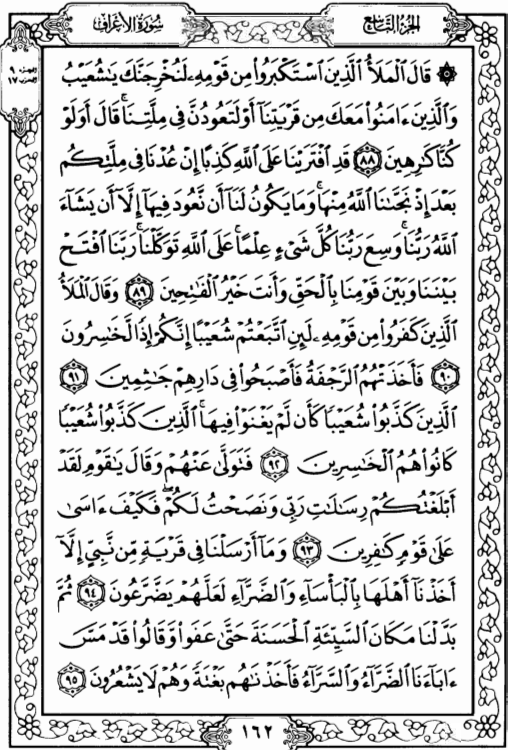 الجزء التاسع
سورة الأعراف
۞ قَالَ ٱلْمَلَأُ ٱلَّذِينَ ٱسْتَكْبَرُوا۟ مِن قَوْمِهِۦ لَنُخْرِجَنَّكَ يَٰشُعَيْبُ
وَٱلَّذِينَ ءَامَنُوا۟ مَعَكَ مِن قَرْيَتِنَآ أَوْ لَتَعُودُنَّ فِى مِلَّتِنَا ۚ قَالَ أَوَلَوْ
كُنَّا كَٰرِهِينَ ٨٨ قَدِ ٱفْتَرَيْنَا عَلَى ٱللَّهِ كَذِبًا إِنْ عُدْنَا فِى مِلَّتِكُم
بَعْدَ إِذْ نَجَّىٰنَا ٱللَّهُ مِنْهَا ۚ وَمَا يَكُونُ لَنَآ أَن نَّعُودَ فِيهَآ إِلَّآ أَن يَشَآءَ
ٱللَّهُ رَبُّنَا ۚ وَسِعَ رَبُّنَا كُلَّ شَىْءٍ عِلْمًا ۚ عَلَى ٱللَّهِ تَوَكَّلْنَا ۚ رَبَّنَا ٱفْتَحْ
بَيْنَنَا وَبَيْنَ قَوْمِنَا بِٱلْحَقِّ وَأَنتَ خَيْرُ ٱلْفَٰتِحِينَ ٨٩ وَقَالَ ٱلْمَلَأُ
ٱلَّذِينَ كَفَرُوا۟ مِن قَوْمِهِۦ لَئِنِ ٱتَّبَعْتُمْ شُعَيْبًا إِنَّكُمْ إِذًا لَّخَٰسِرُونَ
٩٠ فَأَخَذَتْهُمُ ٱلرَّجْفَةُ فَأَصْبَحُوا۟ فِى دَارِهِمْ جَٰثِمِينَ ٩١
ٱلَّذِينَ كَذَّبُوا۟ شُعَيْبًا كَأَن لَّمْ يَغْنَوْا۟ فِيهَا ۚ ٱلَّذِينَ كَذَّبُوا۟ شُعَيْبًا
كَانُوا۟ هُمُ ٱلْخَٰسِرِينَ ٩٢ فَتَوَلَّىٰ عَنْهُمْ وَقَالَ يَٰقَوْمِ لَقَدْ
أَبْلَغْتُكُمْ رِسَٰلَٰتِ رَبِّى وَنَصَحْتُ لَكُمْ ۖ فَكَيْفَ ءَاسَىٰ
عَلَىٰ قَوْمٍ كَٰفِرِينَ ٩٣ وَمَآ أَرْسَلْنَا فِى قَرْيَةٍ مِّن نَّبِىٍّ إِلَّآ
أَخَذْنَآ أَهْلَهَا بِٱلْبَأْسَآءِ وَٱلضَّرَّآءِ لَعَلَّهُمْ يَضَّرَّعُونَ ٩٤ ثُمَّ
بَدَّلْنَا مَكَانَ ٱلسَّيِّئَةِ ٱلْحَسَنَةَ حَتَّىٰ عَفَوا۟ وَّقَالُوا۟ قَدْ مَسَّ
ءَابَآءَنَا ٱلضَّرَّآءُ وَٱلسَّرَّآءُ فَأَخَذْنَٰهُم بَغْتَةً وَهُمْ لَا يَشْعُرُونَ ٩٥
١٦٢